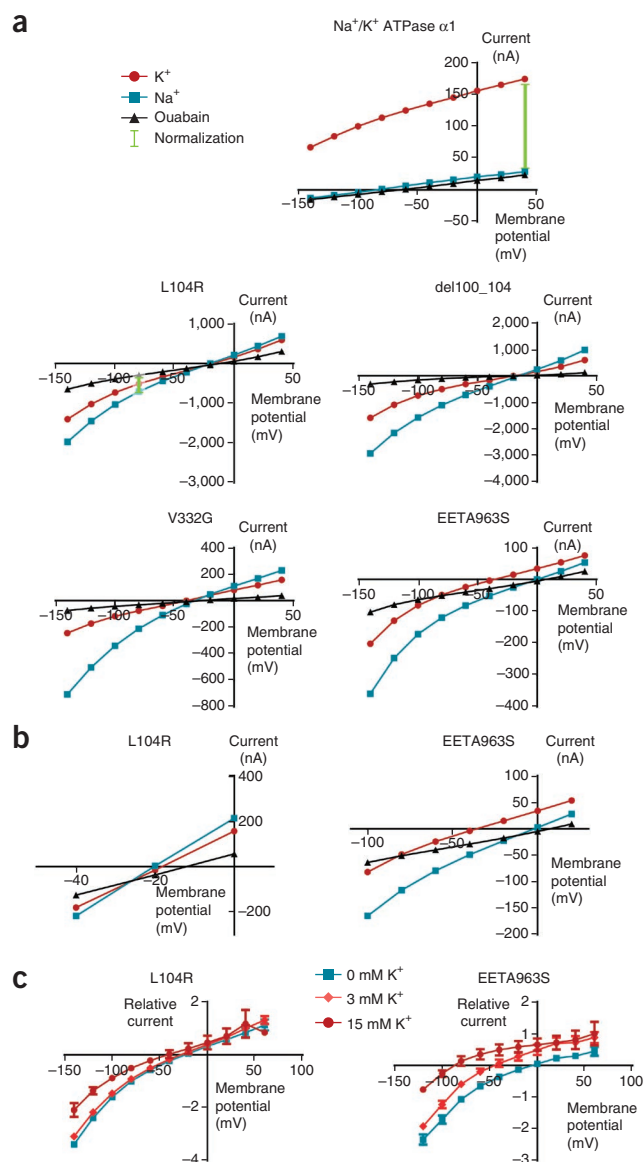 a
Na⁺/K⁺ ATPase α1
Current
(nA)
K⁺
Na⁺
Ouabain
Normalization
200
150
100
50
−150
−100
−50
50
−50
Membrane
potential
(mV)
L104R
Current
(nA)
1,000
−150
−100
−50
50
−1,000
−2,000
−3,000
Membrane
potential
(mV)
del100_104
Current
(nA)
2,000
1,000
−150
−100
−50
50
−1,000
−2,000
−3,000
−4,000
Membrane
potential
(mV)
V332G
Current
(nA)
400
200
−150
−100
−50
50
−200
−400
−600
−800
Membrane
potential
(mV)
EETA963S
Current
(nA)
100
−150
−100
−50
50
−100
−200
−300
−400
Membrane
potential
(mV)
b
L104R
Current
(nA)
400
200
−40
−20
−200
Membrane
potential
(mV)
EETA963S
Current
(nA)
100
50
−100
−50
−50
−100
−150
−200
Membrane
potential
(mV)
c
L104R
Relative
current
2
−150
−100
−50
50
100
−2
−4
Membrane
potential
(mV)
0 mM K⁺
3 mM K⁺
15 mM K⁺
EETA963S
Relative
current
2
1
−150
−100
−50
50
100
−1
−2
−3
Membrane
potential
(mV)